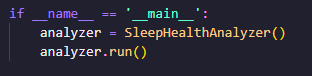 if __name__ == '__main__':
    analyzer = SleepHealthAnalyzer()
    analyzer.run()